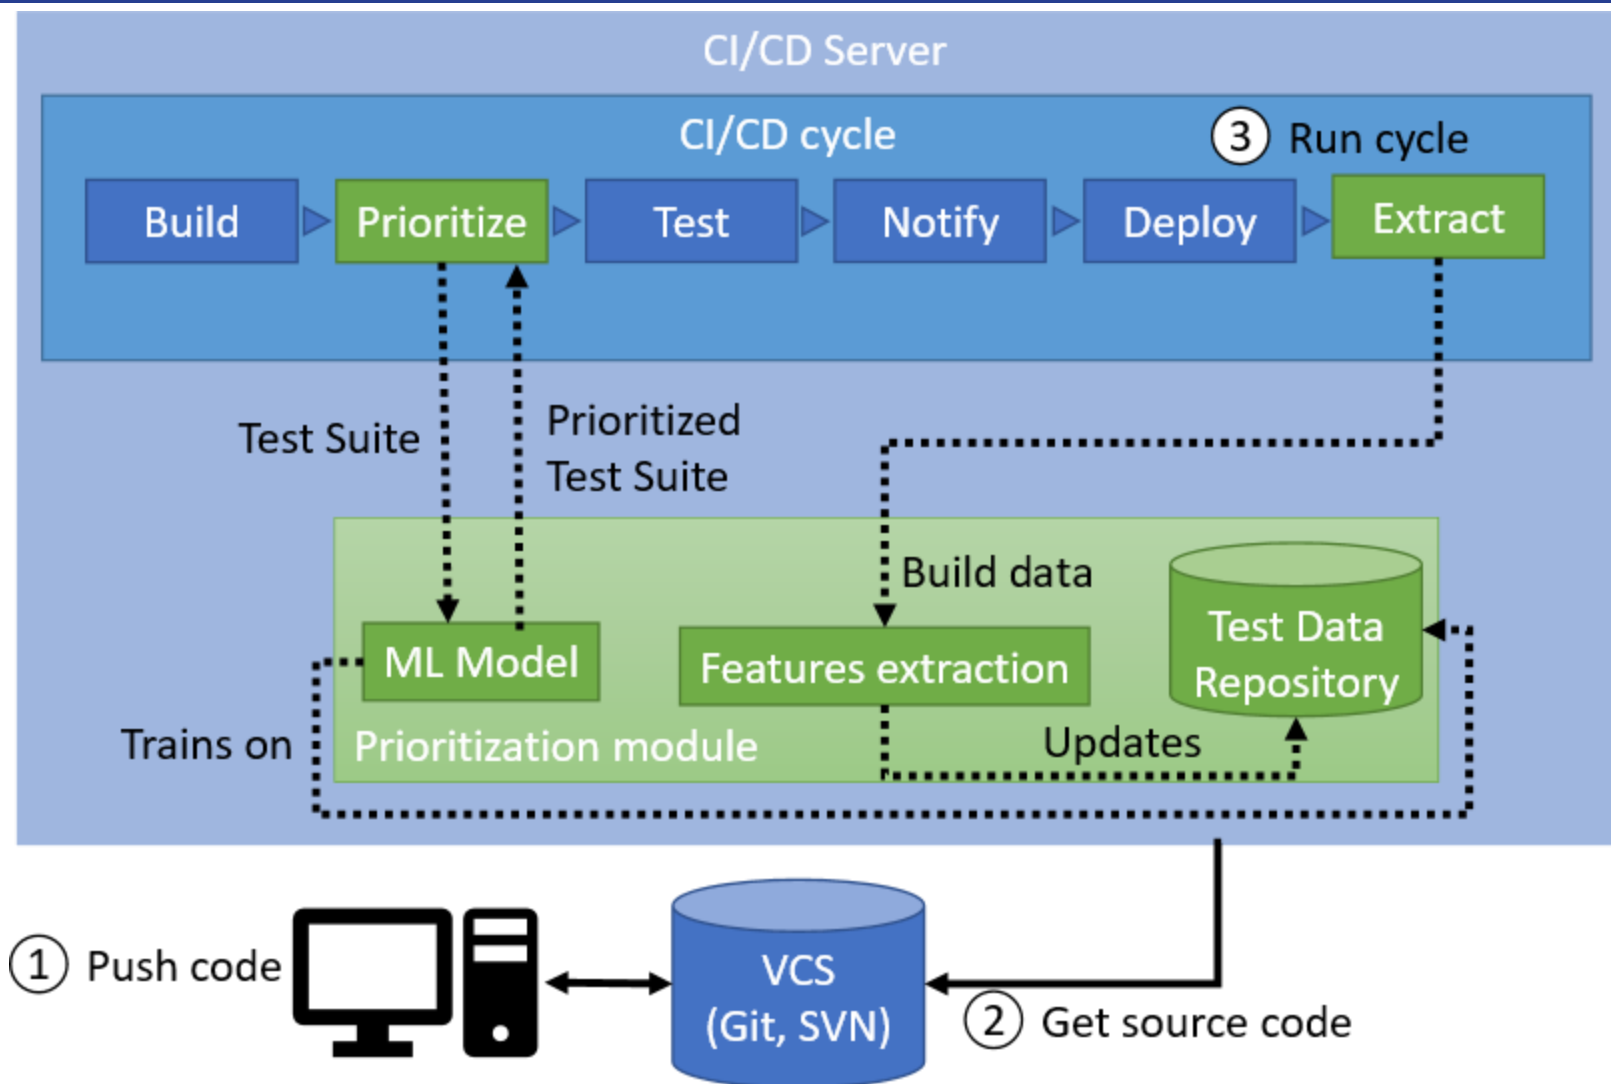 CI/CD Server
CI/CD cycle
3 Run cycle
Build
Prioritize
Test
Notify
Deploy
Extract
Test Suite
Prioritized
Test Suite
Build data
ML Model
Features extraction
Test Data
Repository
Trains on
Prioritization module
Updates
1 Push code
VCS
(Git, SVN)
2 Get source code